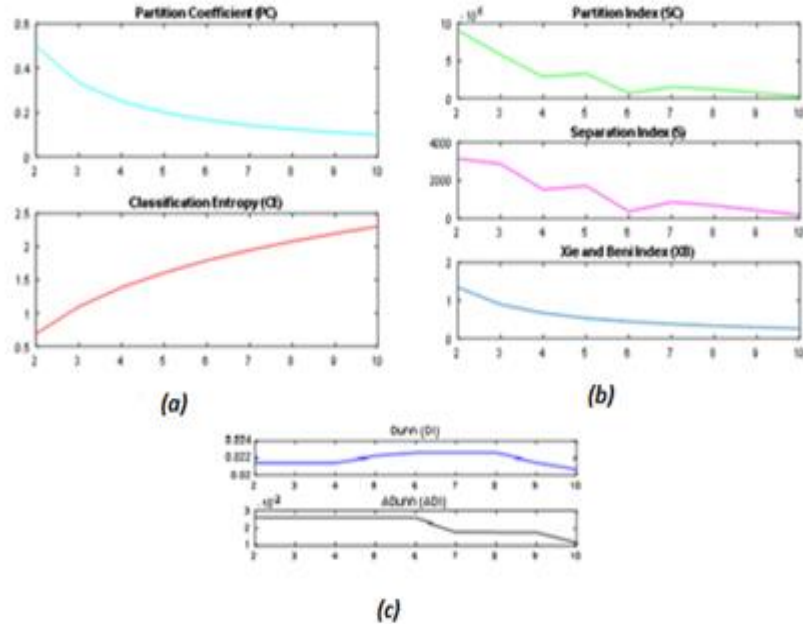 Partition Coefficient (PC)
0.6
0.4
0.2
0
2 3 4 5 6 7 8 9 10
Classification Entropy (CE)
2.5
2
1.5
1
0.5
2 3 4 5 6 7 8 9 10
(a)
Partition Index (SC)
10
5
0
2 3 4 5 6 7 8 9 10
Separation Index (S)
4000
2000
0
2 3 4 5 6 7 8 9 10
Xie and Beni Index (XB)
2
1
0
2 3 4 5 6 7 8 9 10
(b)
Dunn (DI)
0.024
0.022
0.02
2 3 4 5 6 7 8 9 10
ADunn (ADI)
3
2
1
2 3 4 5 6 7 8 9 10
(c)